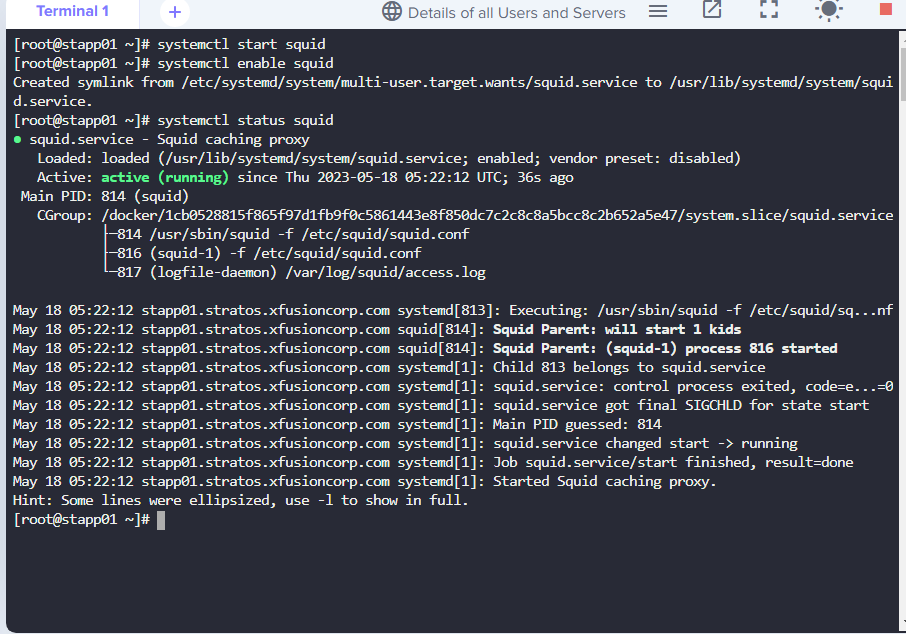 Terminal 1
+
Details of all Users and Servers
[root@stapp01 ~]# systemctl start squid
[root@stapp01 ~]# systemctl enable squid
Created symlink from /etc/systemd/system/multi-user.target.wants/squid.service to /usr/lib/systemd/system/squi
d.service.
[root@stapp01 ~]# systemctl status squid
● squid.service - Squid caching proxy
   Loaded: loaded (/usr/lib/systemd/system/squid.service; enabled; vendor preset: disabled)
   Active: active (running) since Thu 2023-05-18 05:22:12 UTC; 36s ago
 Main PID: 814 (squid)
   CGroup: /docker/1cb0528815f865f97d1fb9f0c5861443e8f850dc7c2c8c8a5bcc8c2b652a5e47/system.slice/squid.service
           ├─814 /usr/sbin/squid -f /etc/squid/squid.conf
           ├─816 (squid-1) -f /etc/squid/squid.conf
           └─817 (logfile-daemon) /var/log/squid/access.log
May 18 05:22:12 stapp01.stratos.xfusioncorp.com systemd[813]: Executing: /usr/sbin/squid -f /etc/squid/sq...nf
May 18 05:22:12 stapp01.stratos.xfusioncorp.com squid[814]: Squid Parent: will start 1 kids
May 18 05:22:12 stapp01.stratos.xfusioncorp.com squid[814]: Squid Parent: (squid-1) process 816 started
May 18 05:22:12 stapp01.stratos.xfusioncorp.com systemd[1]: Child 813 belongs to squid.service
May 18 05:22:12 stapp01.stratos.xfusioncorp.com systemd[1]: squid.service: control process exited, code=e...=0
May 18 05:22:12 stapp01.stratos.xfusioncorp.com systemd[1]: squid.service got final SIGCHLD for state start
May 18 05:22:12 stapp01.stratos.xfusioncorp.com systemd[1]: Main PID guessed: 814
May 18 05:22:12 stapp01.stratos.xfusioncorp.com systemd[1]: squid.service changed start -> running
May 18 05:22:12 stapp01.stratos.xfusioncorp.com systemd[1]: Job squid.service/start finished, result=done
May 18 05:22:12 stapp01.stratos.xfusioncorp.com systemd[1]: Started Squid caching proxy.
Hint: Some lines were ellipsized, use -l to show in full.
[root@stapp01 ~]#